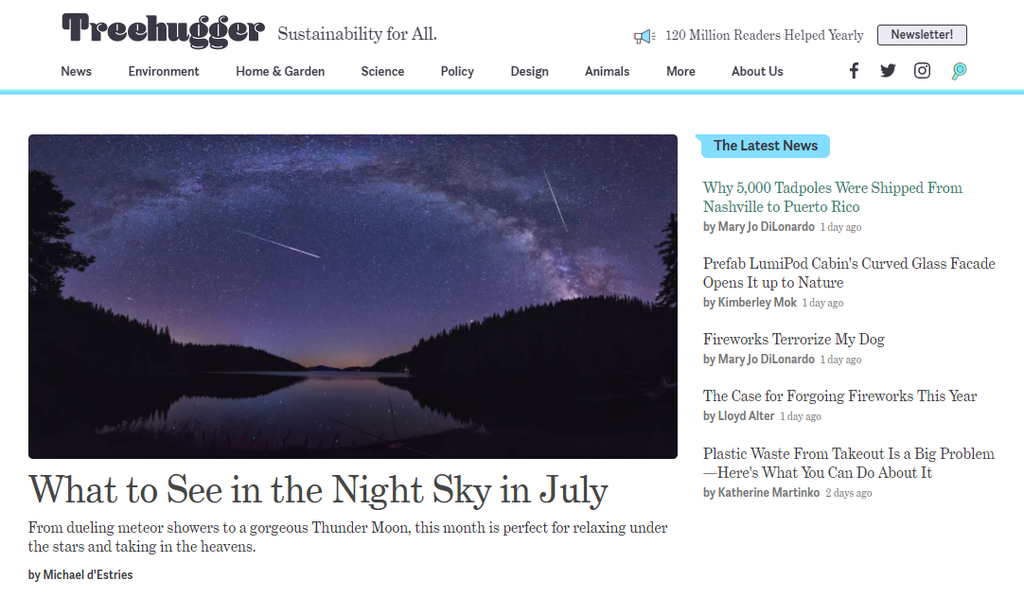 Treehugger Sustainability for All.
120 Million Readers Helped Yearly Newsletter!
News Environment Home & Garden Science Policy Design Animals More About Us
The Latest News
Why 5,000 Tadpoles Were Shipped From
Nashville to Puerto Rico
by Mary Jo DiLonardo 1 day ago
Prefab LumiPod Cabin's Curved Glass Facade
Opens It up to Nature
by Kimberley Mok 1 day ago
Fireworks Terrorize My Dog
by Mary Jo DiLonardo 1 day ago
The Case for Forgoing Fireworks This Year
by Lloyd Alter 1 day ago
Plastic Waste From Takeout Is a Big Problem
—Here's What You Can Do About It
by Katherine Martinko 2 days ago
What to See in the Night Sky in July
From dueling meteor showers to a gorgeous Thunder Moon, this month is perfect for relaxing under
the stars and taking in the heavens.
by Michael d'Estries